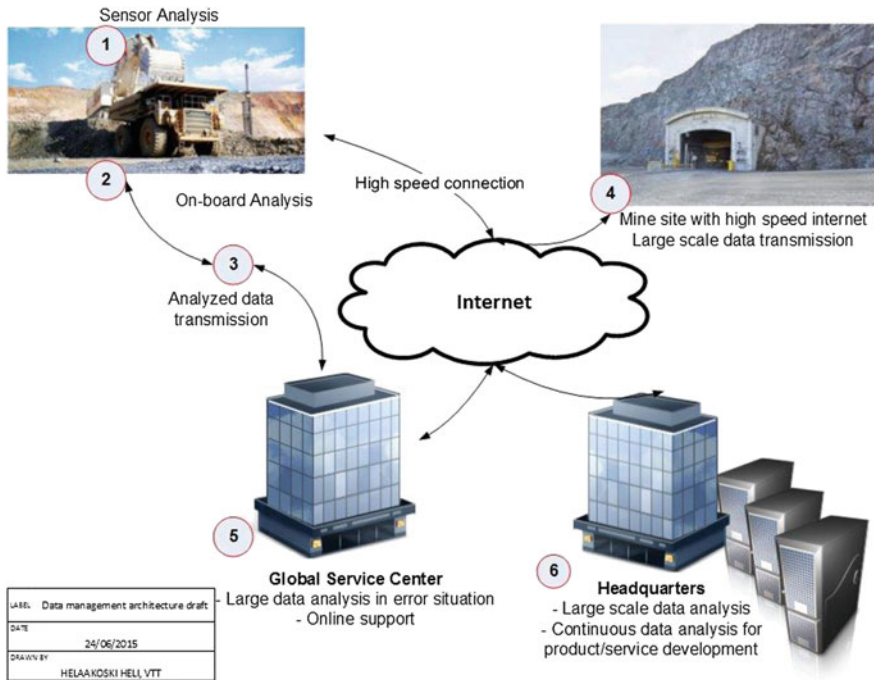 Sensor Analysis
1
2
On-board Analysis
High speed connection
4
Mine site with high speed internet
Large scale data transmission
3
Analyzed data
transmission
Internet
5
Global Service Center
- Large data analysis in error situation
- Online support
6
Headquarters
- Large scale data analysis
- Continuous data analysis for
product/service development
LABEL Data management architecture draft
DATE
24/06/2015
DRAWN BY
HELAAKOSKI HELI, VTT